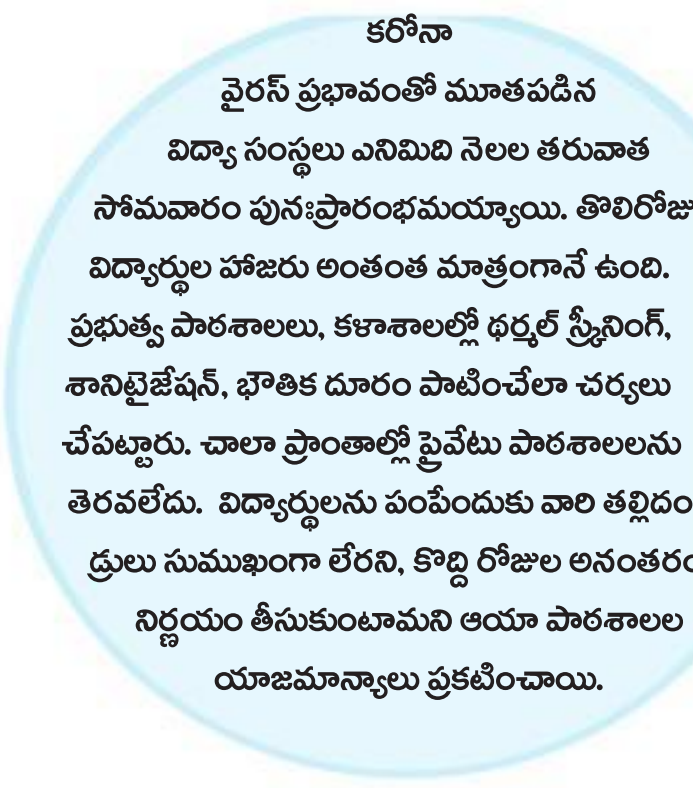 కరోనా
వైరస్ ప్రభావంతో మూతపడిన
విద్యా సంస్థలు ఎనిమిది నెలల తరువాత
సోమవారం పునఃప్రారంభమయ్యాయి. తొలిరోజు
విద్యార్థుల హాజరు అంతంత మాత్రంగానే ఉంది.
ప్రభుత్వ పాఠశాలలు, కళాశాలల్లో థర్మల్ స్క్రీనింగ్,
శానిటైజేషన్, భౌతిక దూరం పాటించేలా చర్యలు
చేపట్టారు. చాలా ప్రాంతాల్లో ప్రైవేటు పాఠశాలలను
తెరవలేదు. విద్యార్థులను పంపేందుకు వారి తల్లిదం
డ్రులు సుముఖంగా లేరని, కొద్ది రోజుల అనంతరం
నిర్ణయం తీసుకుంటామని ఆయా పాఠశాలల
యాజమాన్యాలు ప్రకటించాయి.